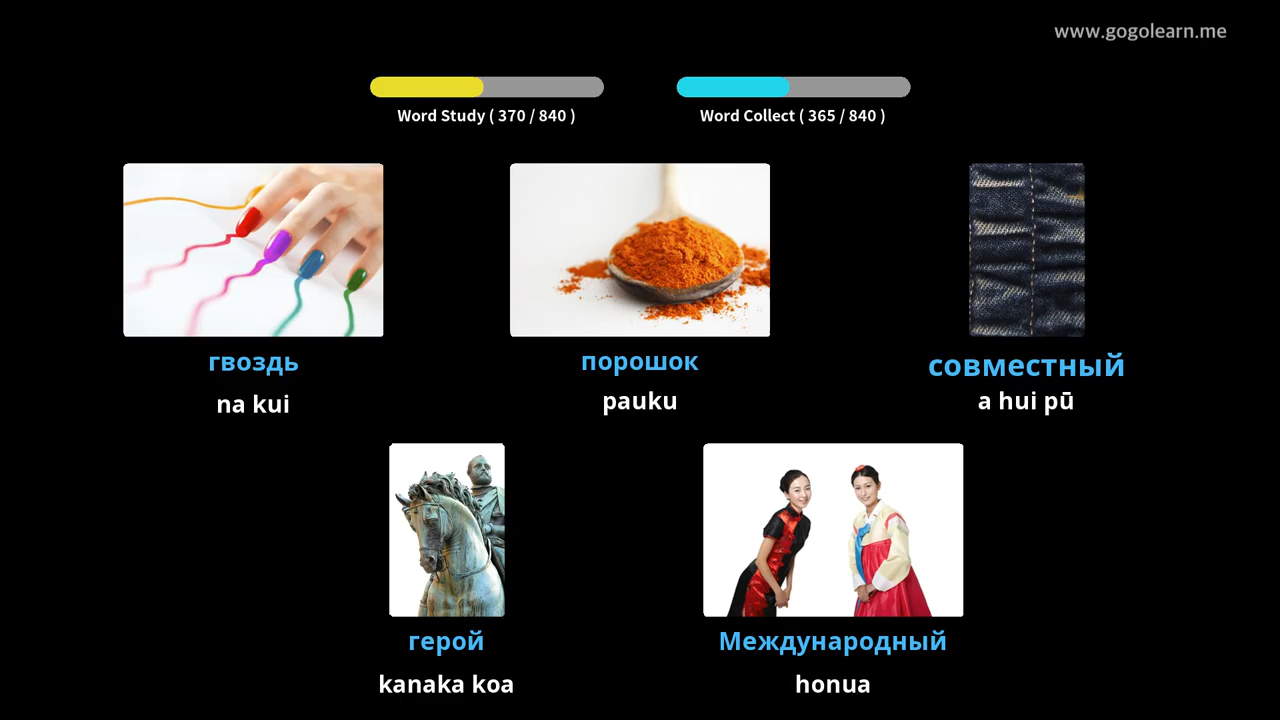 www.gogolearn.me
Word Study ( 370 / 840 )
Word Collect ( 365 / 840 )
гвоздь
порошок
совместный
na kui
pauku
a hui pū
герой
Международный
kanaka koa
honua